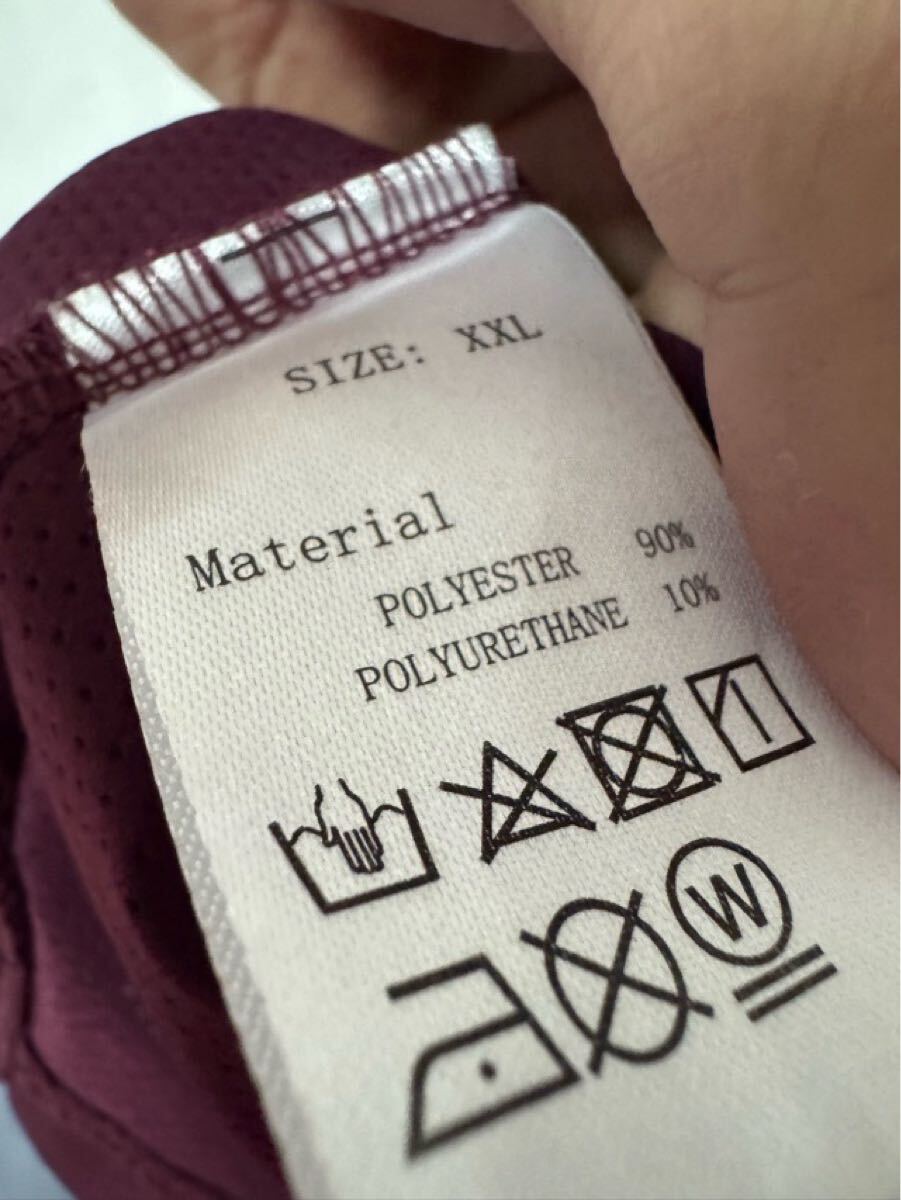 SIZE: XXL
Material
POLYESTER 90%
POLYURETHANE 10%
W